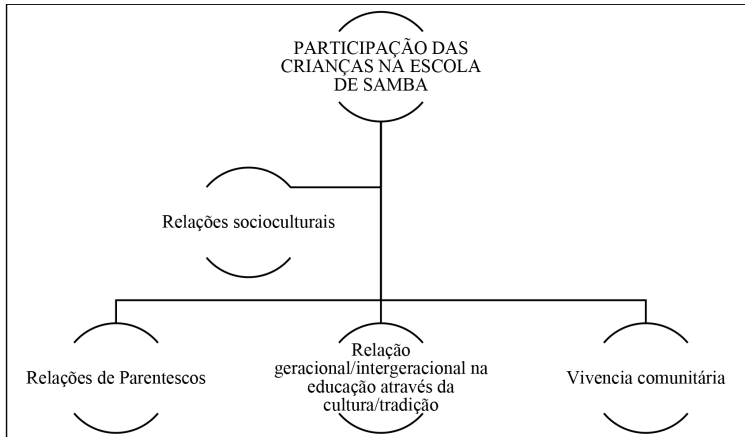 PARTICIPAÇÃO DAS
CRIANÇAS NA ESCOLA
DE SAMBA
Relações socioculturais
Relações de Parentescos
Relação
geracional/intergeracional na
educação através da
cultura/tradição
Vivencia comunitária